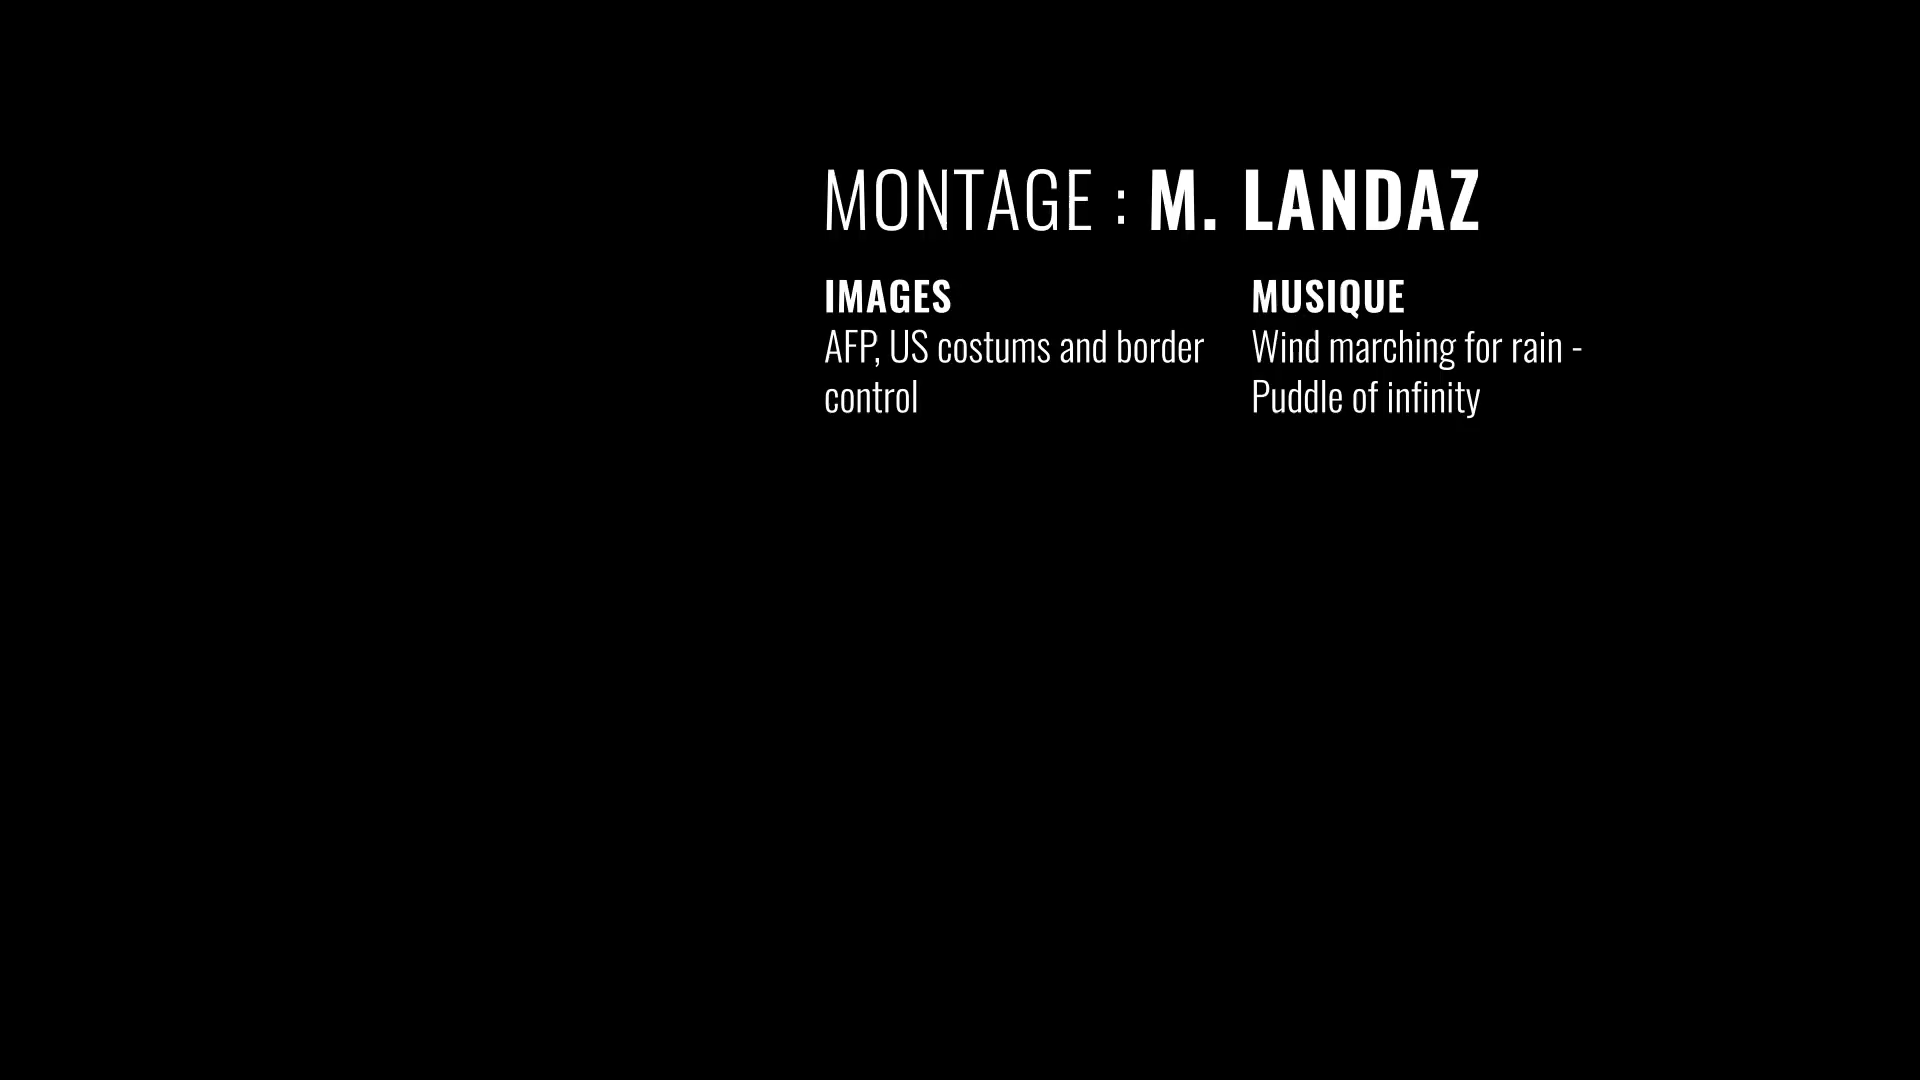 MONTAGE : M. LANDAZ
IMAGES
AFP, US costums and border
control
MUSIQUE
Wind marching for rain -
Puddle of infinity